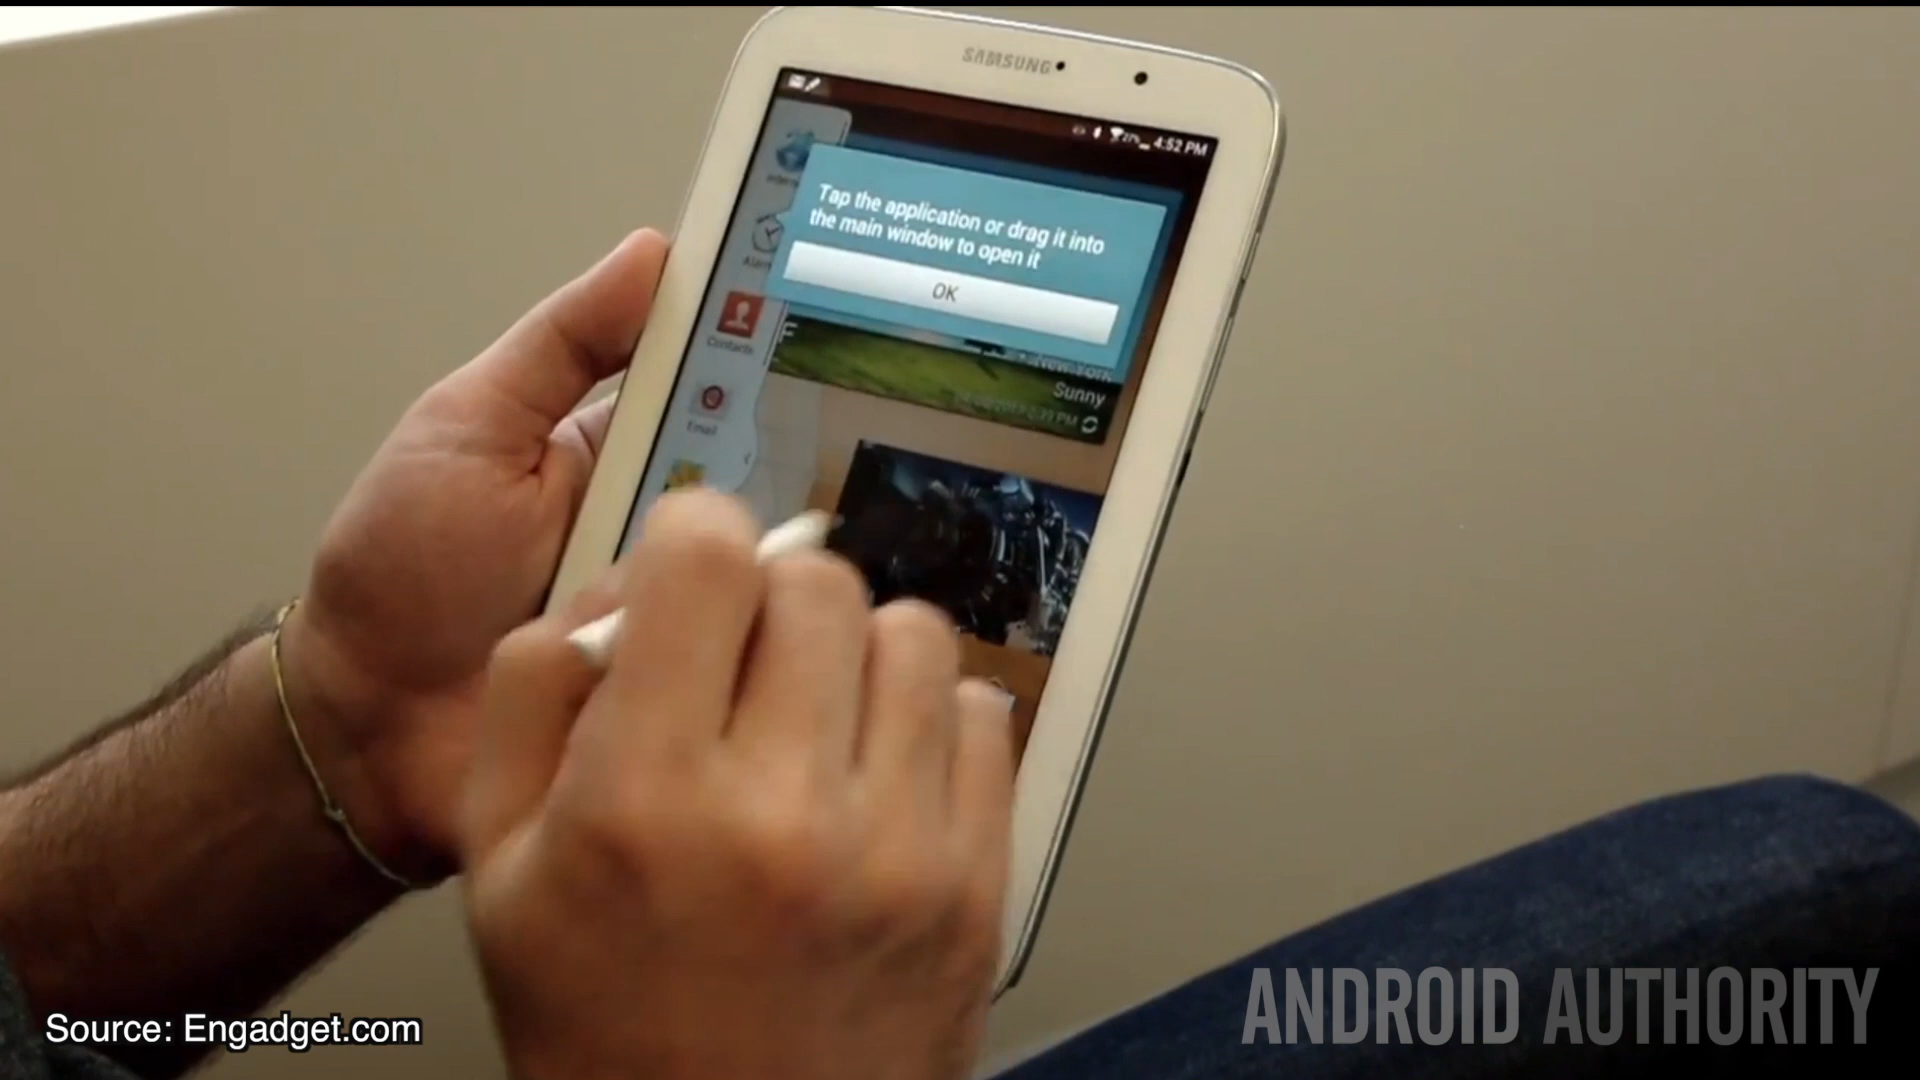 SAMSUNG
4:52 PM
Tap the application or drag it into
the main window to open it
OK
Contacts
Email
New York
Sunny
Source: Engadget.com
ANDROID AUTHORITY